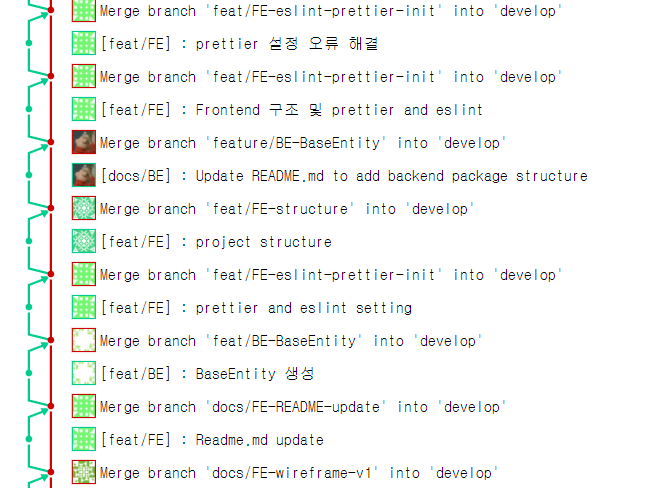 Merge branch 'feat/FE-eslint-prettier-init' into 'develop'
[feat/FE] : prettier 설정 오류 해결
Merge branch 'feat/FE-eslint-prettier-init' into 'develop'
[feat/FE] : Frontend 구조 및 prettier and eslint
Merge branch 'feature/BE-BaseEntity' into 'develop'
[docs/BE] : Update README.md to add backend package structure
Merge branch 'feat/FE-structure' into 'develop'
[feat/FE] : project structure
Merge branch 'feat/FE-eslint-prettier-init' into 'develop'
[feat/FE] : prettier and eslint setting
Merge branch 'feat/BE-BaseEntity' into 'develop'
[feat/BE] : BaseEntity 생성
Merge branch 'docs/FE-README-update' into 'develop'
[feat/FE] : Readme.md update
Merge branch 'docs/FE-wireframe-v1' into 'develop'